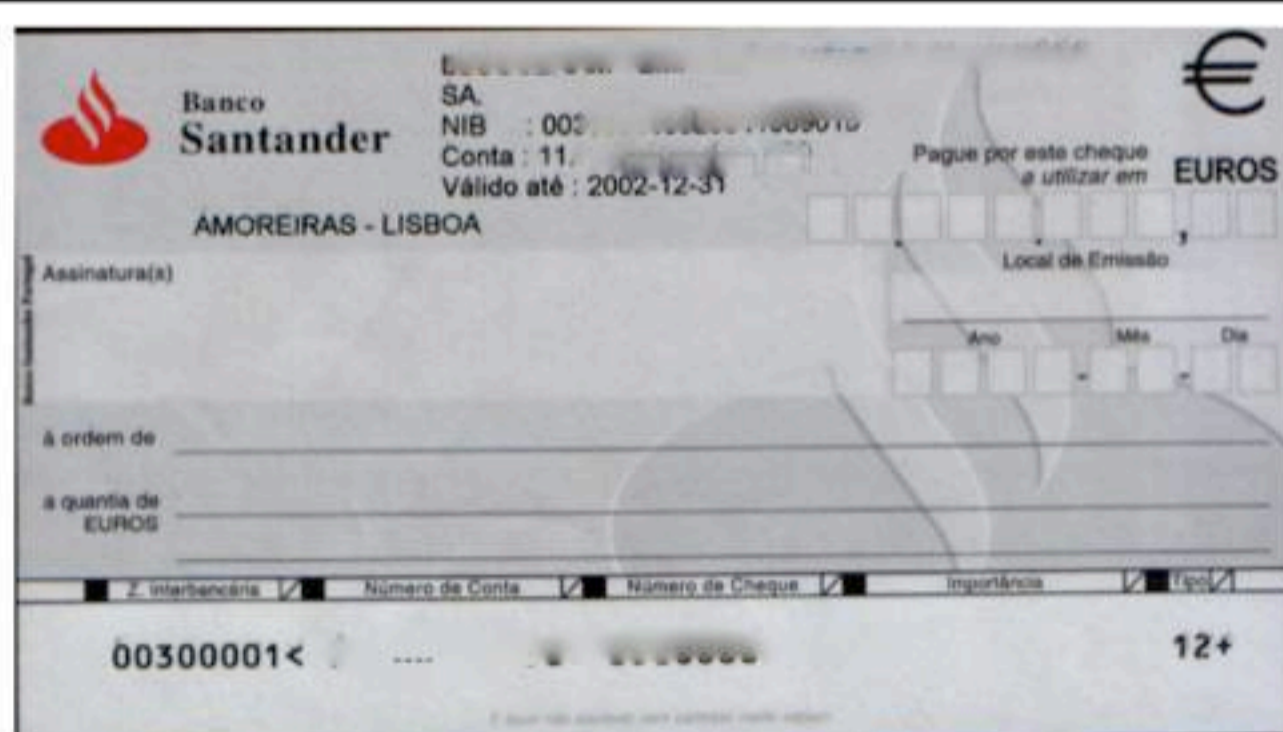 Banco
Santander
SA.
NIB :
Conta : 11.
Válido até : 2002-12-31
AMOREIRAS - LISBOA
€
Pague por este cheque
a utilizar em EUROS
Local de Emissão
Ano Mês Dia
Assinatura(s)
à ordem de
a quantia de
EUROS
Z. Interbancária Número de Conta Número de Cheque Importância Tipo
00300001< 12+